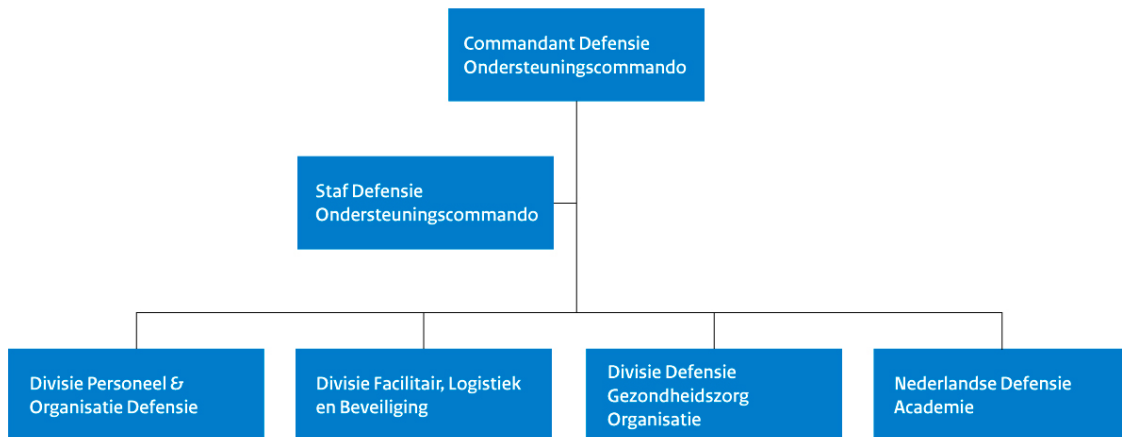 Commandant Defensie
Ondersteuningscommando
Staf Defensie
Ondersteuningscommando
Divisie Personeel &
Organisatie Defensie
Divisie Facilitair, Logistiek
en Beveiliging
Divisie Defensie
Gezondheidszorg
Organisatie
Nederlandse Defensie
Academie